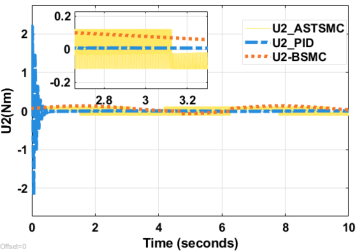 0.2
0
-0.2
2.8
3
3.2
U2_ASTSMC
U2_PID
U2-BSMC
2
1
0
-1
-2
U2(Nm)
0
2
4
6
8
10
Time (seconds)
Offset=0